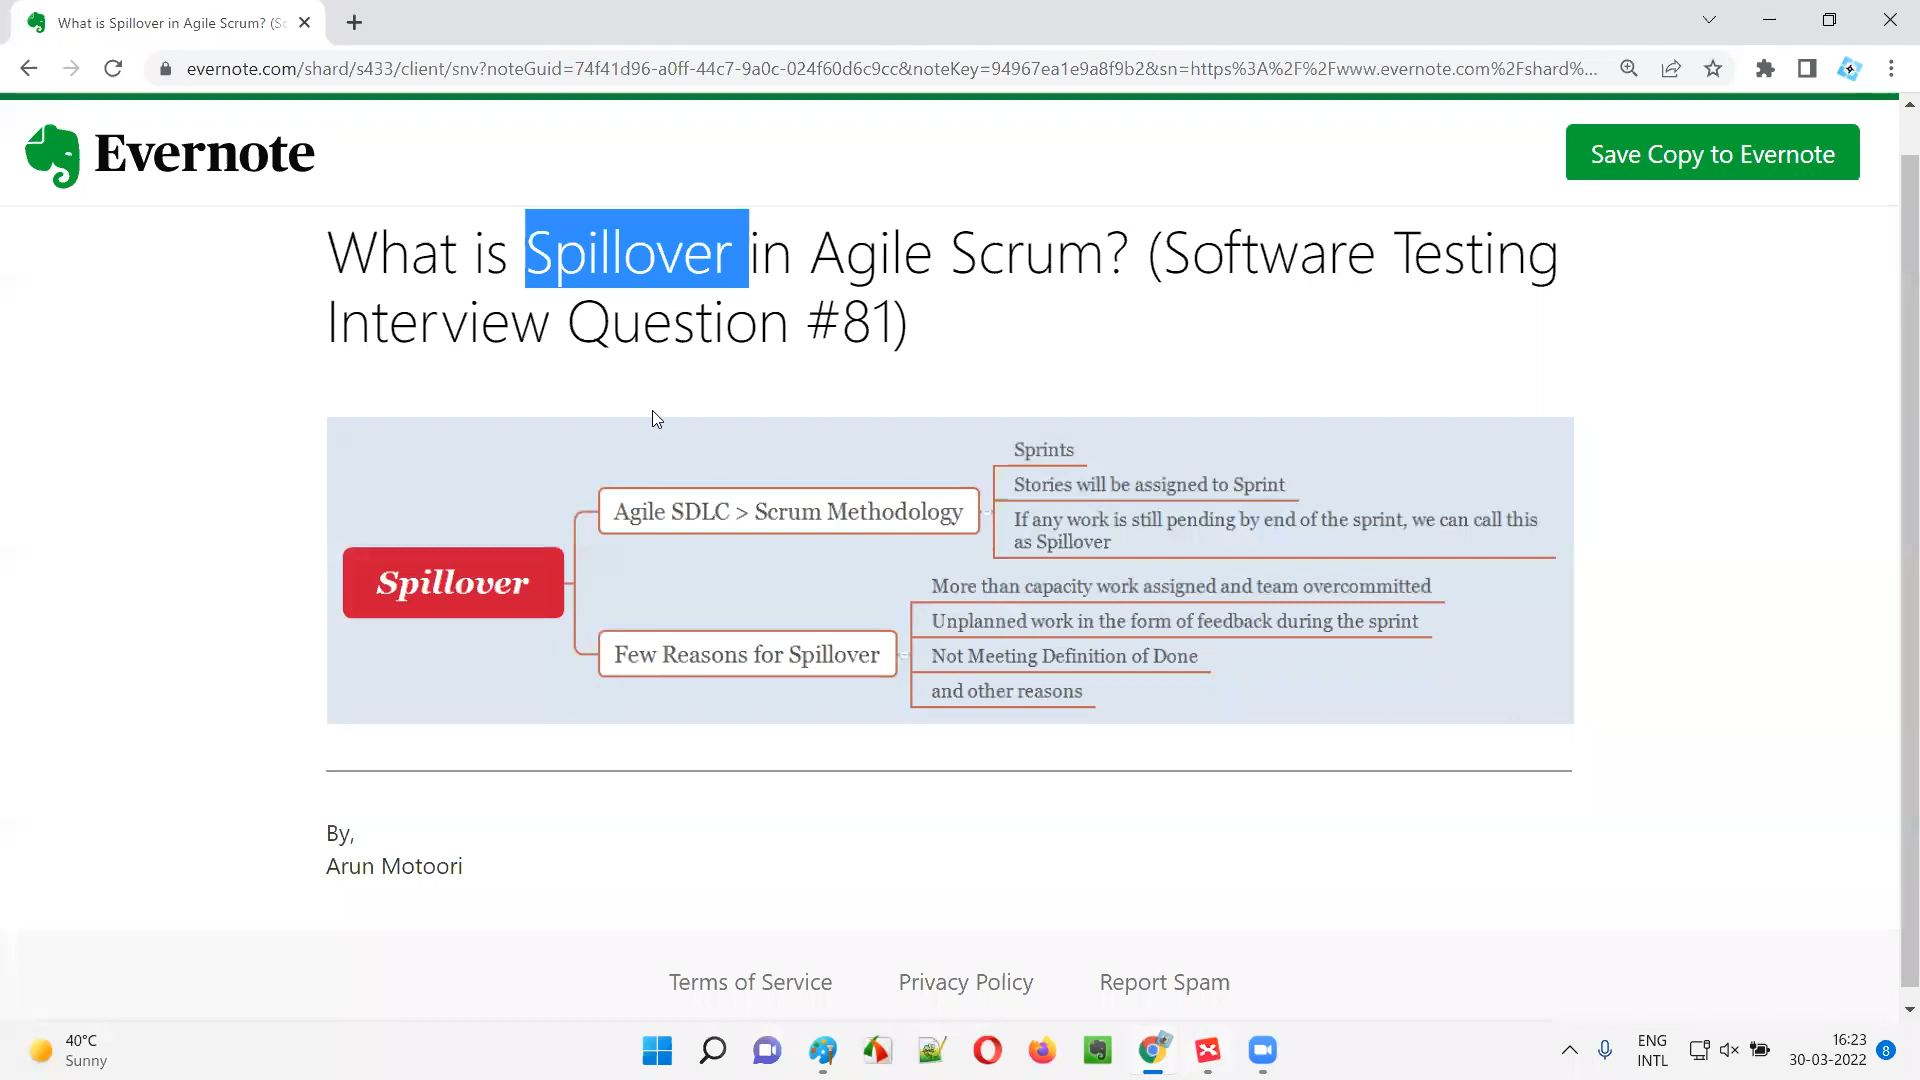 What is Spillover in Agile Scrum? (Sc
evernote.com/shard/s433/client/snv?noteGuid=74f41d96-a0ff-44c7-9a0c-024f60d6c9cc&noteKey=94967ea1e9a8f9b2&sn=https%3A%2F%2Fwww.evernote.com%2Fshard%...
Evernote
Save Copy to Evernote
What is Spillover in Agile Scrum? (Software Testing
Interview Question #81)
Sprints
Stories will be assigned to Sprint
Agile SDLC > Scrum Methodology
If any work is still pending by end of the sprint, we can call this
as Spillover
Spillover
More than capacity work assigned and team overcommitted
Unplanned work in the form of feedback during the sprint
Few Reasons for Spillover
Not Meeting Definition of Done
and other reasons
By,
Arun Motoori
Terms of Service
Privacy Policy
Report Spam
40°C
Sunny
ENG
INTL
16:23
30-03-2022
8